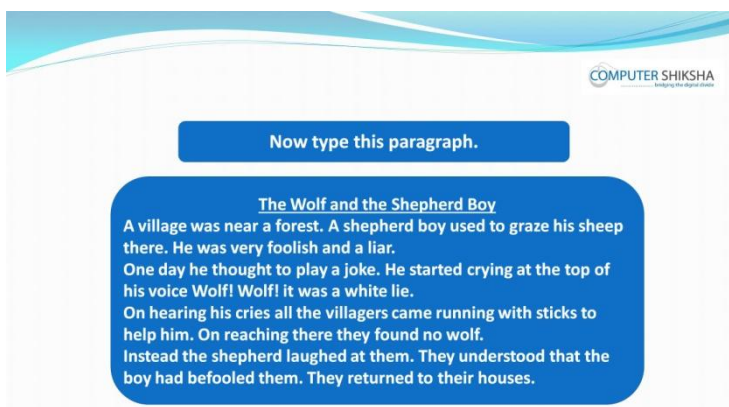 COMPUTER SHIKSHA
bridging the digital divide
Now type this paragraph.
The Wolf and the Shepherd Boy
A village was near a forest. A shepherd boy used to graze his sheep
there. He was very foolish and a liar.
One day he thought to play a joke. He started crying at the top of
his voice Wolf! Wolf! it was a white lie.
On hearing his cries all the villagers came running with sticks to
help him. On reaching there they found no wolf.
Instead the shepherd laughed at them. They understood that the
boy had befooled them. They returned to their houses.